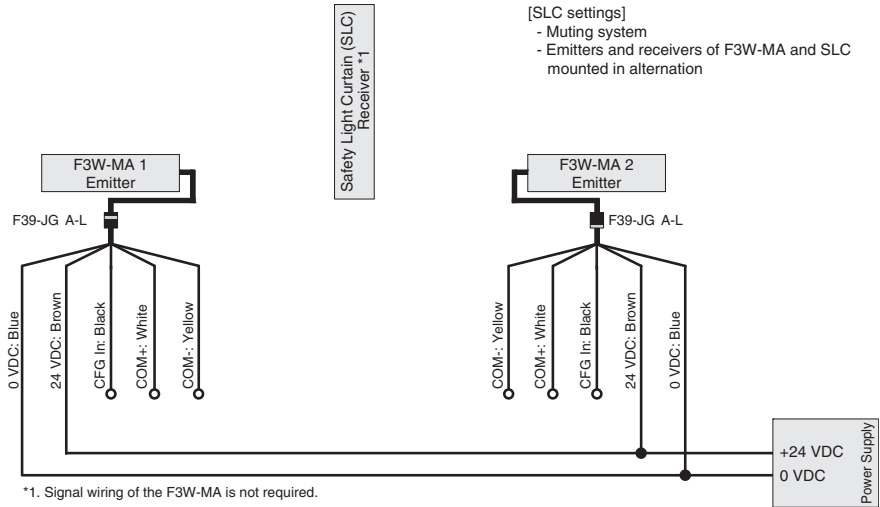 [SLC settings]
- Muting system
- Emitters and receivers of F3W-MA and SLC
mounted in alternation
Safety Light Curtain (SLC)
Receiver *1
F3W-MA 1
Emitter
F3W-MA 2
Emitter
F39-JG A-L
F39-JG A-L
0 VDC: Blue
24 VDC: Brown
CFG In: Black
COM+: White
COM-: Yellow
COM-: Yellow
COM+: White
CFG In: Black
24 VDC: Brown
0 VDC: Blue
+24 VDC
0 VDC
Power Supply
*1. Signal wiring of the F3W-MA is not required.